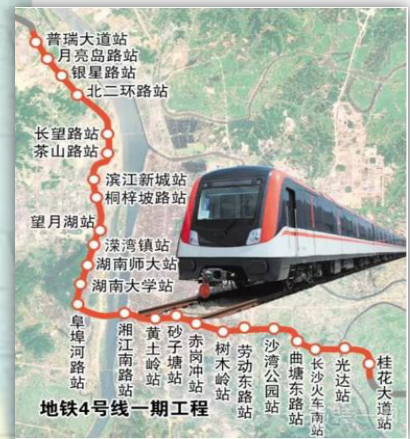 普瑞大道站
月亮岛路站
银星路站
北二环路站
长望路站
茶山路站
滨江新城站
桐梓坡路站
望月湖站
溁湾镇站
湖南师大站
湖南大学站
阜埠河路站
湘江南路站
黄土岭站
砂子塘站
赤岗冲站
树木岭站
劳动东路站
沙湾公园站
曲塘东路站
长沙火车南站
光达站
桂花大道站
地铁4号线一期工程